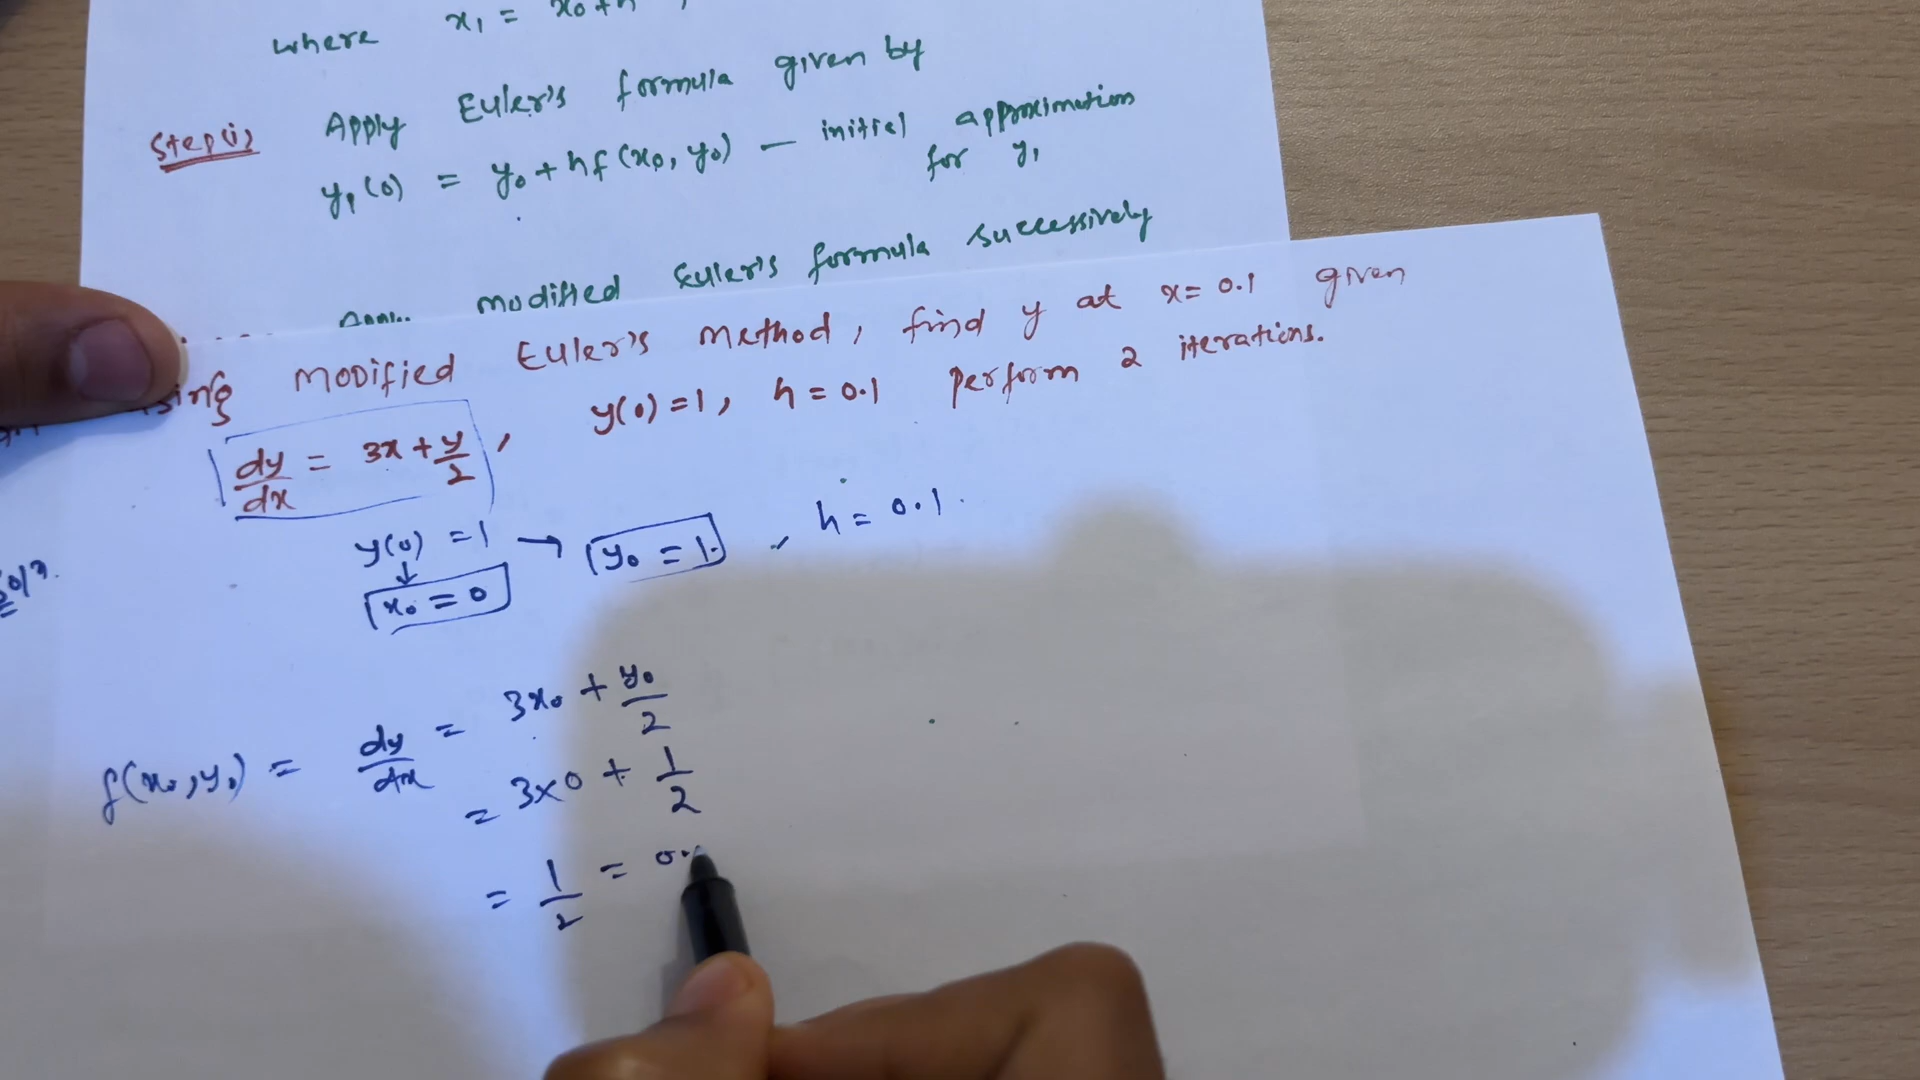 where x₁ = x₀+h
Step(i) Apply Euler's formula given by
y₁(0) = y₀ + hf(x₀, y₀) — initial approximation
for y₁
modified Euler's formula successively
sing modified Euler's method, find y at x = 0.1 given
dy/dx = 3x + y/2, y(0) = 1, h = 0.1 perform 2 iterations.
y(0) = 1 → y₀ = 1. , h = 0.1.
↓
x₀ = 0
f(x₀, y₀) = dy/dx = 3x₀ + y₀/2
= 3×0 + 1/2
= 1/2 = 0.